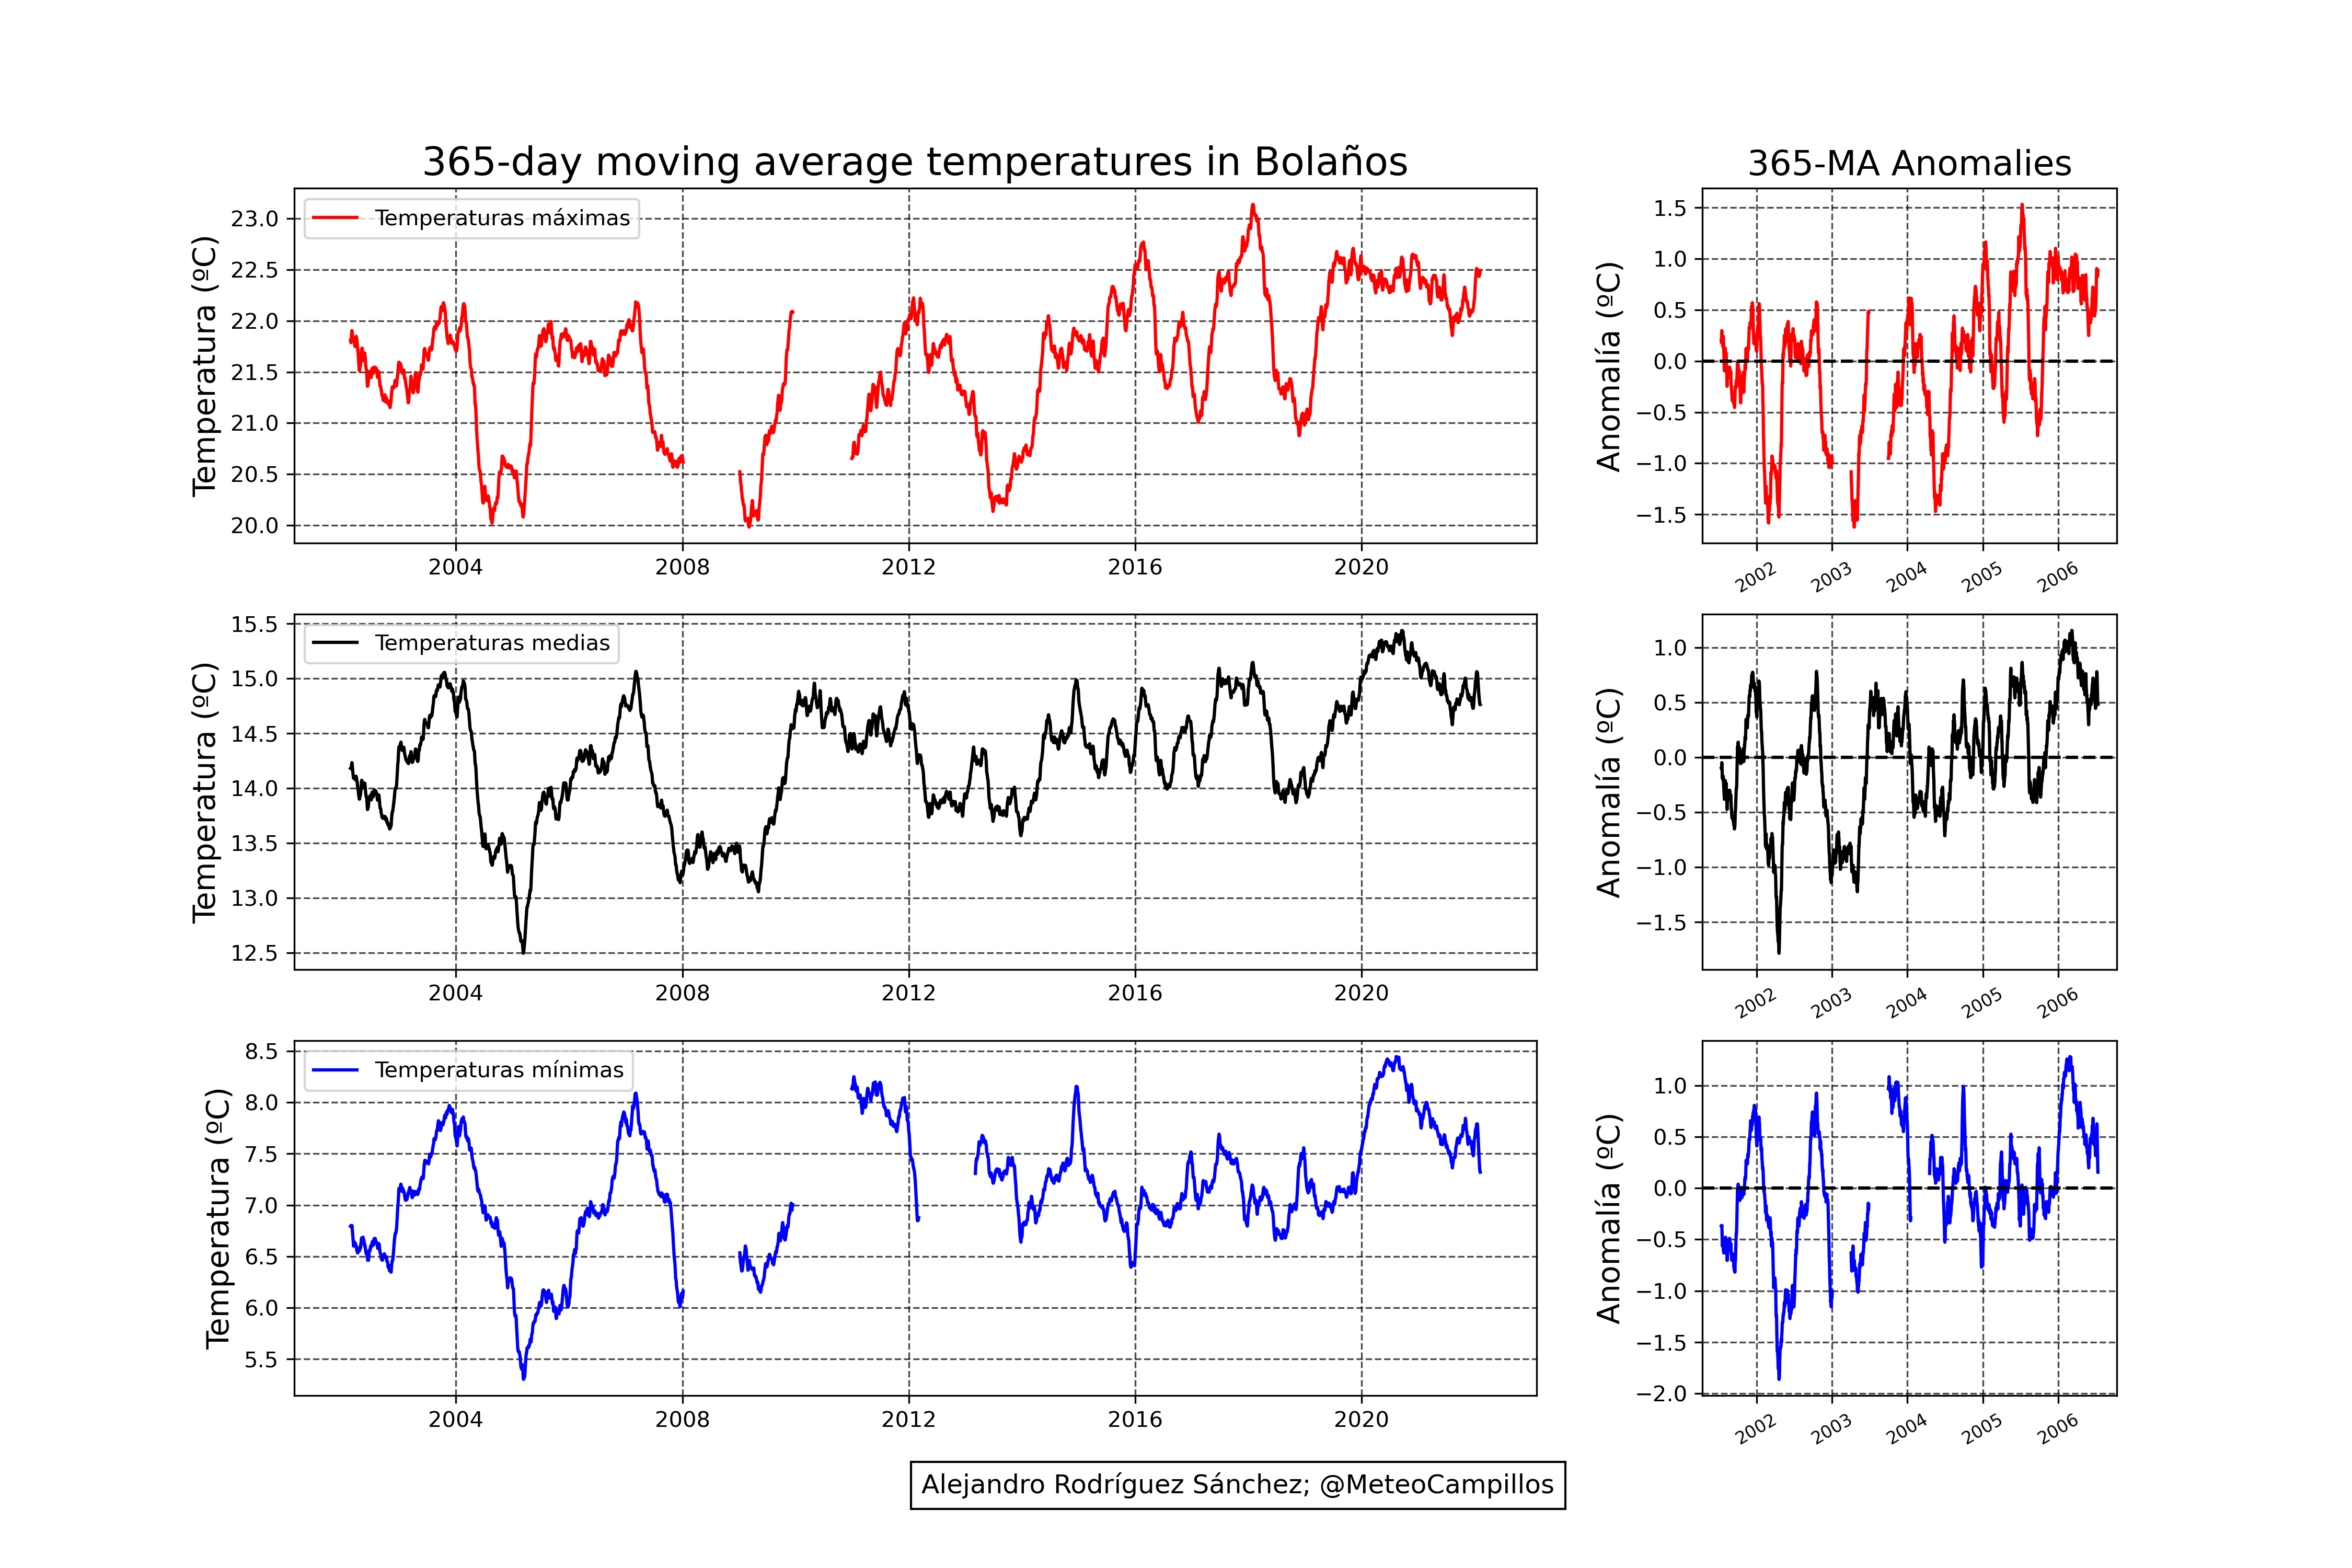 365-day moving average temperatures in Bolaños
365-MA Anomalies
Temperatura (ºC)
23.0
22.5
22.0
21.5
21.0
20.5
20.0
Temperaturas máximas
2004 2008 2012 2016 2020
Anomalía (ºC)
1.5
1.0
0.5
0.0
−0.5
−1.0
−1.5
2002 2003 2004 2005 2006
Temperatura (ºC)
15.5
15.0
14.5
14.0
13.5
13.0
12.5
Temperaturas medias
2004 2008 2012 2016 2020
Anomalía (ºC)
1.0
0.5
0.0
−0.5
−1.0
−1.5
2002 2003 2004 2005 2006
Temperatura (ºC)
8.5
8.0
7.5
7.0
6.5
6.0
5.5
Temperaturas mínimas
2004 2008 2012 2016 2020
Anomalía (ºC)
1.0
0.5
0.0
−0.5
−1.0
−1.5
−2.0
2002 2003 2004 2005 2006
Alejandro Rodríguez Sánchez; @MeteoCampillos